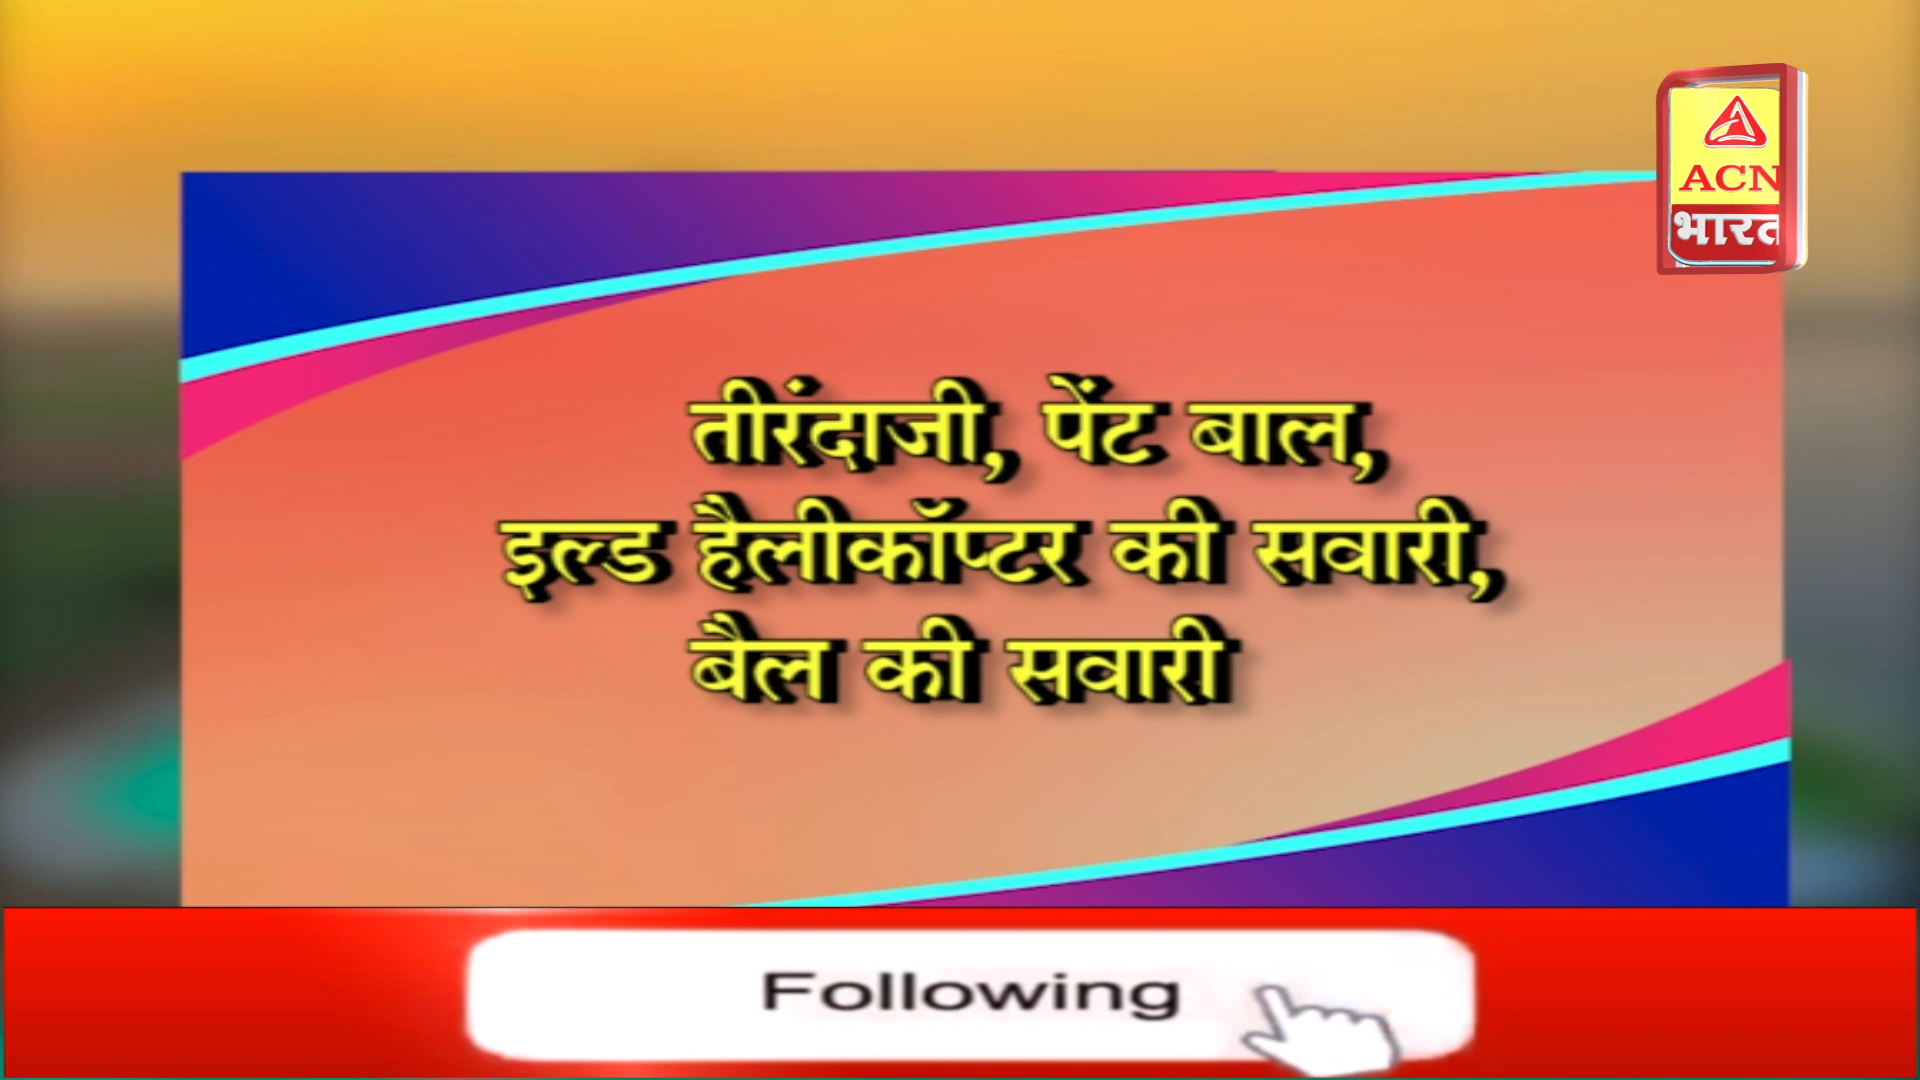 ACN
भारत
तीरंदाजी, पेंट बाल,
इल्ड हैलीकॉप्टर की सवारी,
बैल की सवारी
Following